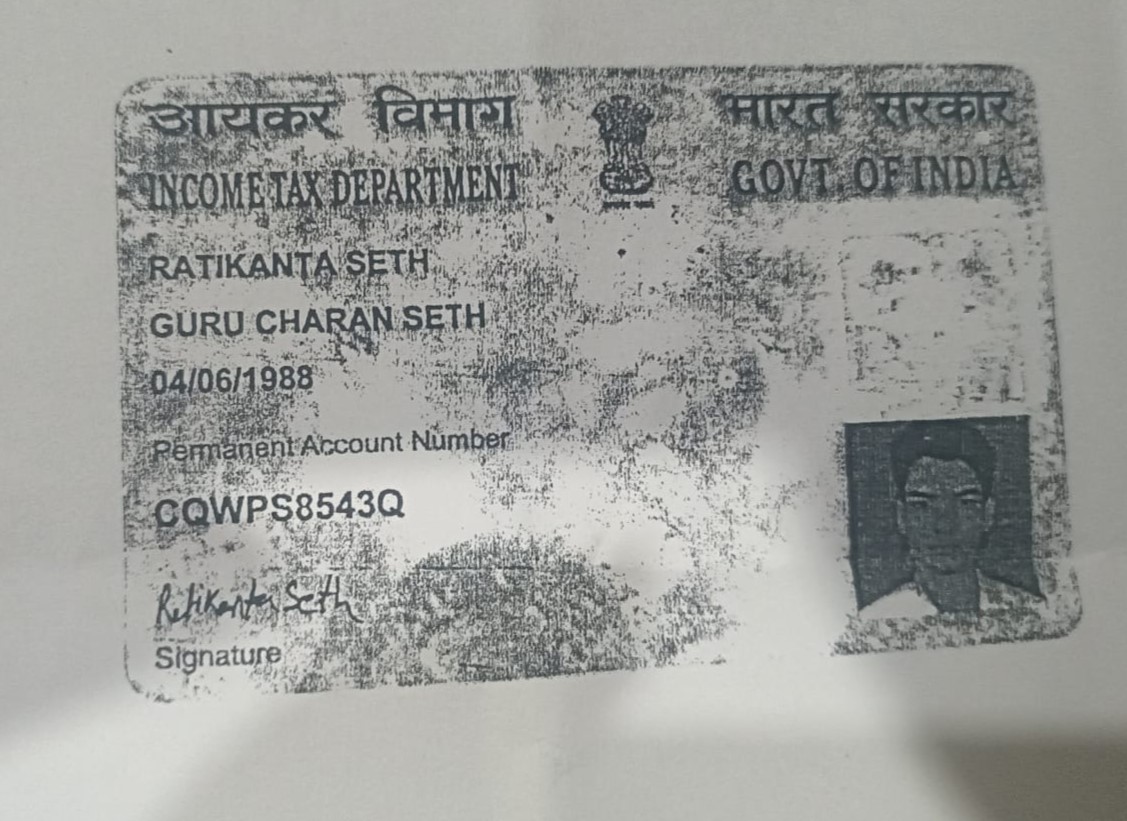 आयकर विभाग
भारत सरकार
INCOME TAX DEPARTMENT
GOVT. OF INDIA
RATIKANTA SETH
GURU CHARAN SETH
04/06/1988
Permanent Account Number
CQWPS8543Q
Ratikanta Seth
Signature